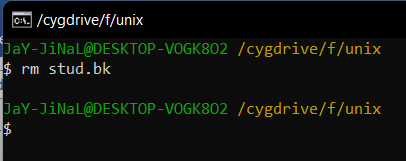 /cygdrive/f/unix
JaY-JiNaL@DESKTOP-VOGK8O2 /cygdrive/f/unix
$ rm stud.bk
JaY-JiNaL@DESKTOP-VOGK8O2 /cygdrive/f/unix
$